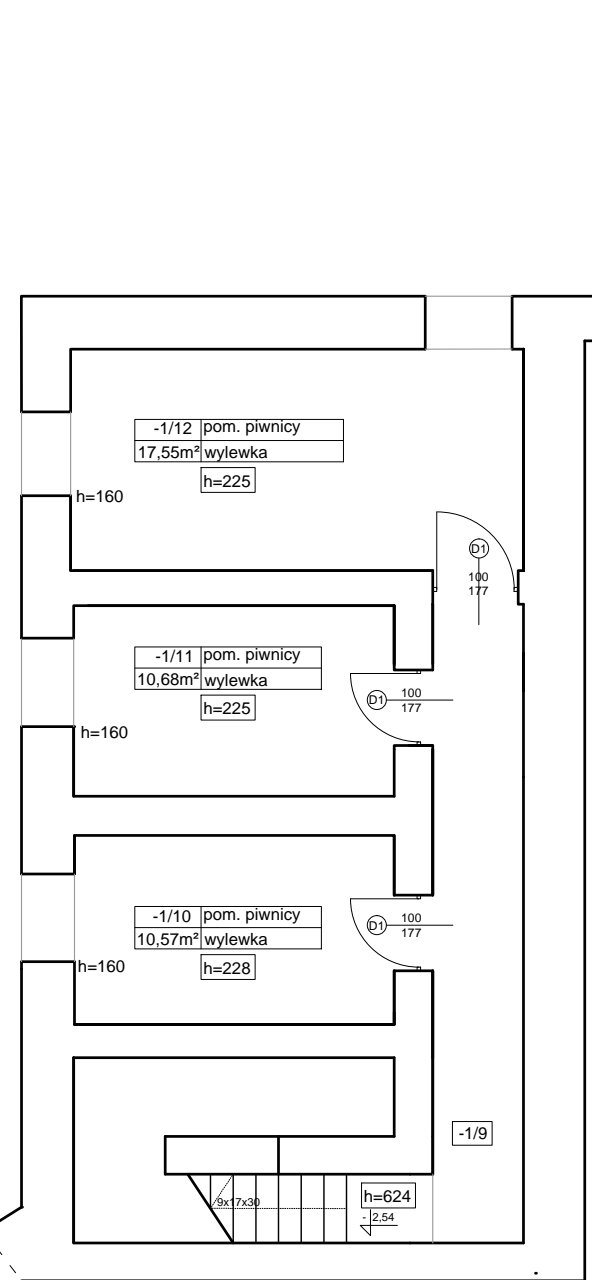 -1/12 pom. piwnicy
17,55m² wylewka
h=225
h=160
D1
100
177
-1/11 pom. piwnicy
10,68m² wylewka
h=225
D1
100
177
h=160
-1/10 pom. piwnicy
10,57m² wylewka
h=228
D1
100
177
h=160
-1/9
9x17x30
h=624
- 2,54